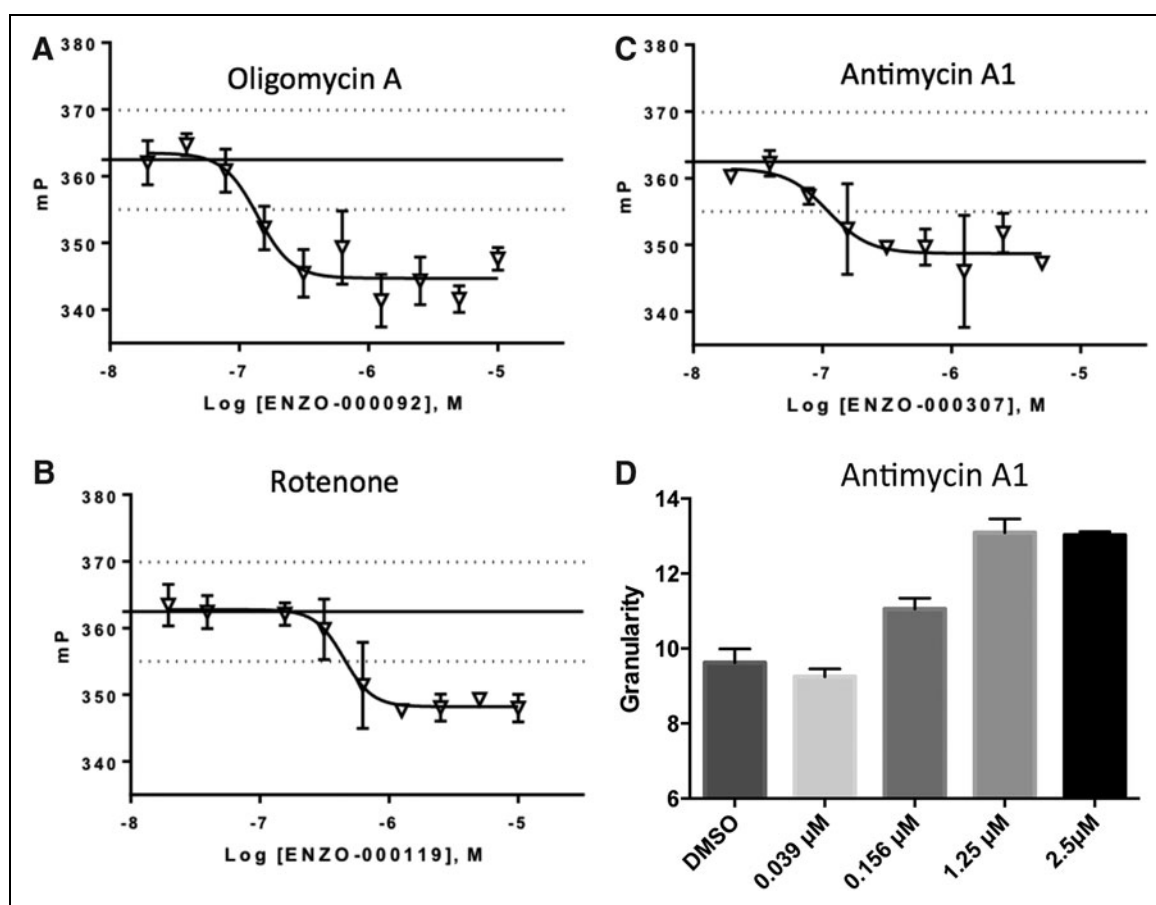 A
Oligomycin A
380
370
360
350
340
mP
-8 -7 -6 -5
Log [ENZO-000092], M
C
Antimycin A1
380
370
360
350
340
mP
-8 -7 -6 -5
Log [ENZO-000307], M
B
Rotenone
380
370
360
350
340
mP
-8 -7 -6 -5
Log [ENZO-000119], M
D
Antimycin A1
14
12
10
8
6
Granularity
DMSO
0.039 µM
0.156 µM
1.25 µM
2.5µM